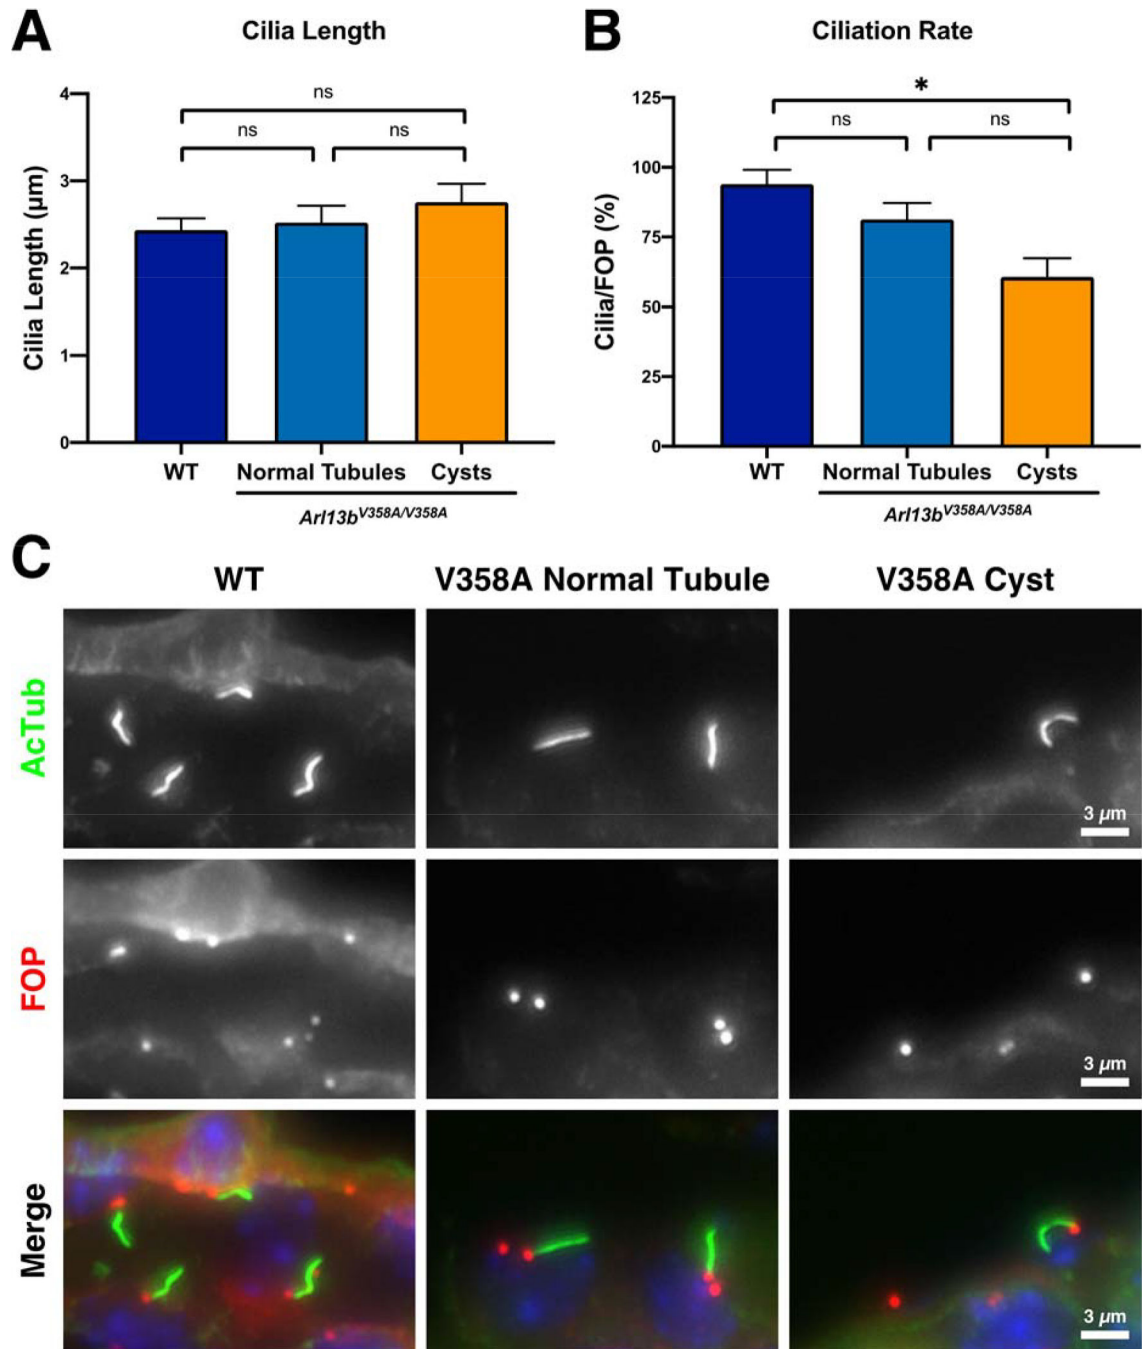 A
Cilia Length
Cilia Length (µm)
4
3
2
1
0
ns
ns
ns
WT
Normal Tubules
Cysts
Arl13b^V358A/V358A
B
Ciliation Rate
Cilia/FOP (%)
125
100
75
50
25
0
*
ns
ns
WT
Normal Tubules
Cysts
Arl13b^V358A/V358A
C
WT
V358A Normal Tubule
V358A Cyst
AcTub
3 µm
FOP
3 µm
Merge
3 µm